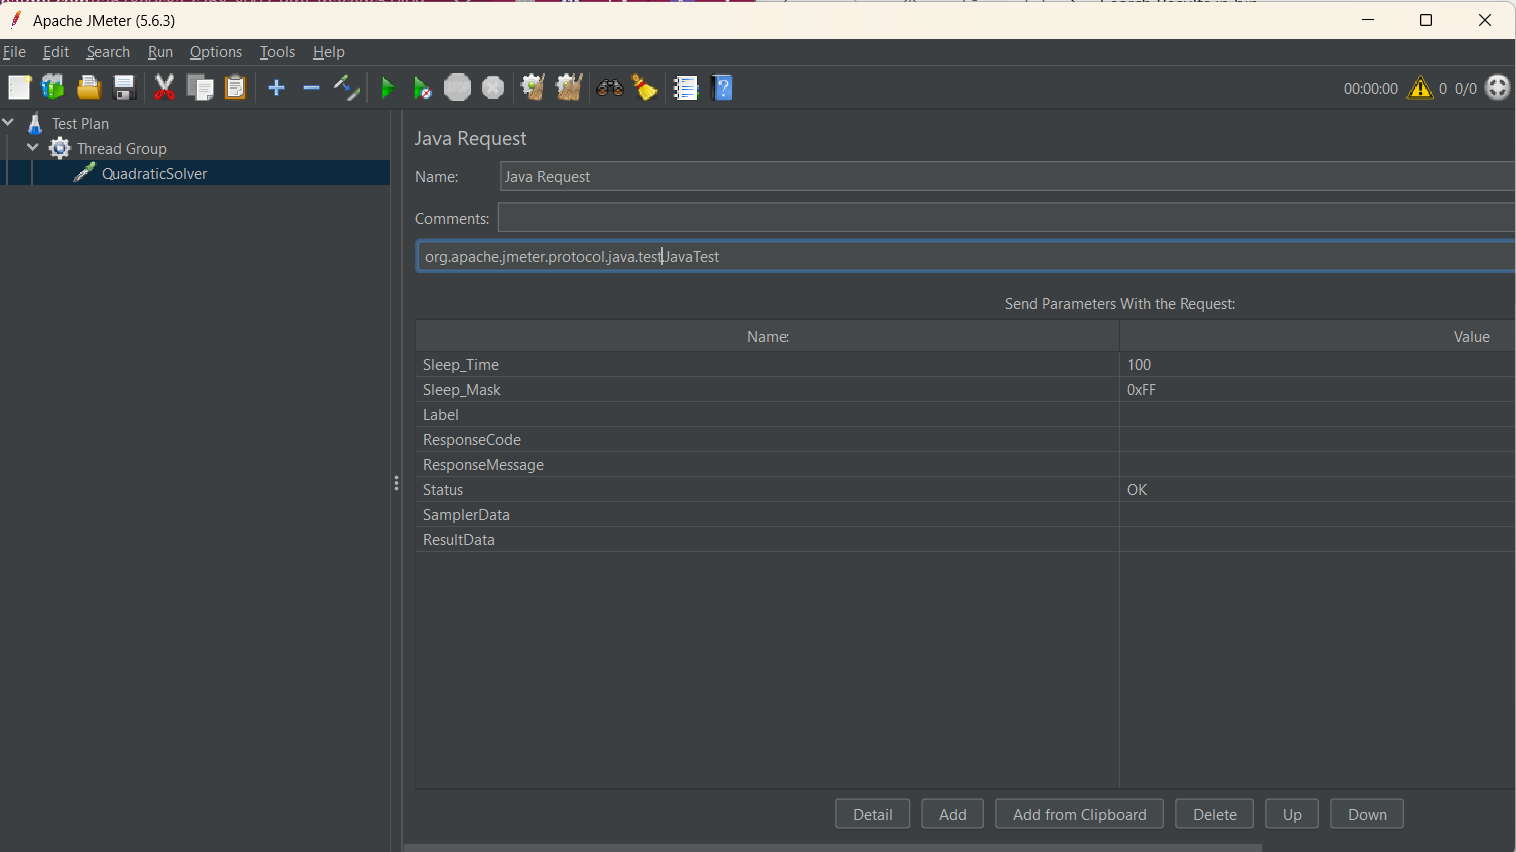 Apache JMeter (5.6.3)
File Edit Search Run Options Tools Help
STOP
00:00:00 0 0/0
Test Plan
Thread Group
QuadraticSolver
Java Request
Name: Java Request
Comments:
org.apache.jmeter.protocol.java.test.JavaTest
Send Parameters With the Request:
Name: Value
Sleep_Time 100
Sleep_Mask 0xFF
Label
ResponseCode
ResponseMessage
Status OK
SamplerData
ResultData
Detail Add Add from Clipboard Delete Up Down